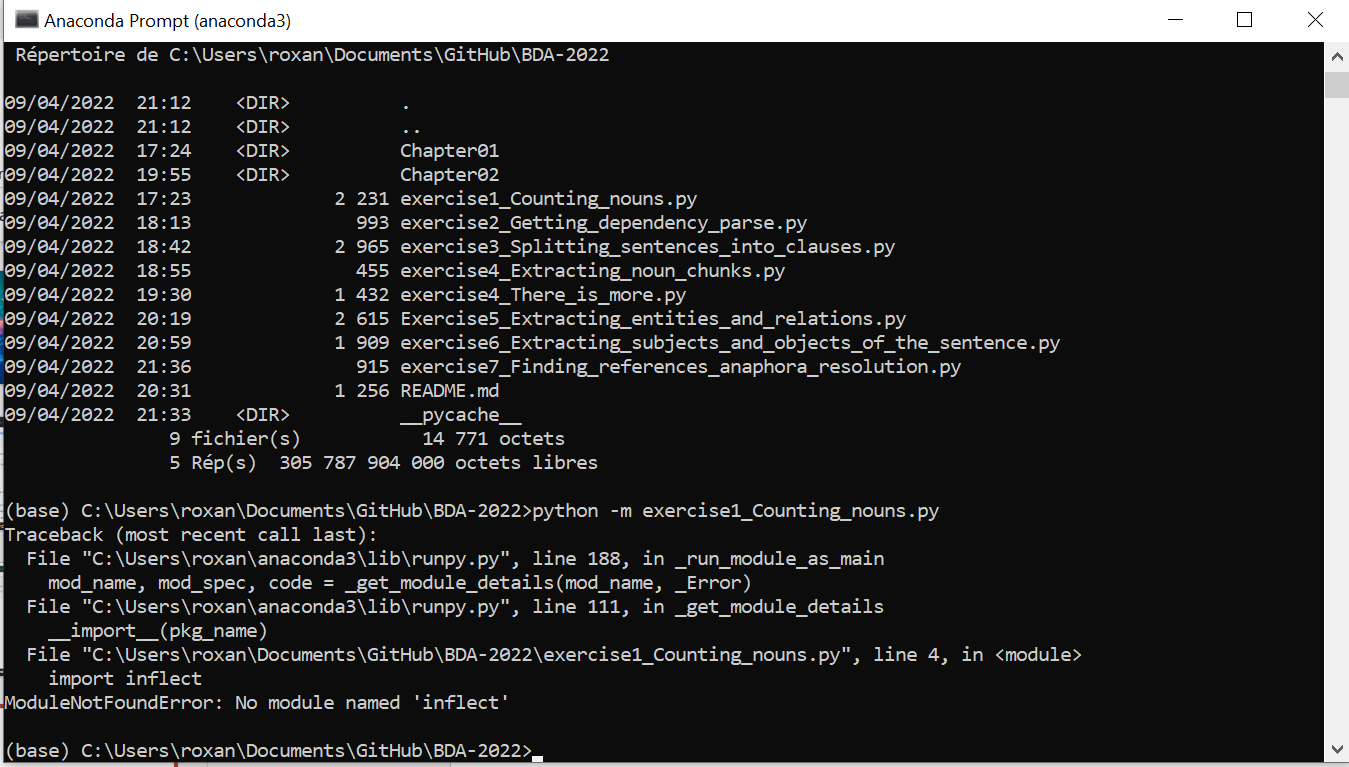 Anaconda Prompt (anaconda3)
Répertoire de C:\Users\roxan\Documents\GitHub\BDA-2022
09/04/2022  21:12    <DIR>          .
09/04/2022  21:12    <DIR>          ..
09/04/2022  17:24    <DIR>          Chapter01
09/04/2022  19:55    <DIR>          Chapter02
09/04/2022  17:23             2 231 exercise1_Counting_nouns.py
09/04/2022  18:13               993 exercise2_Getting_dependency_parse.py
09/04/2022  18:42             2 965 exercise3_Splitting_sentences_into_clauses.py
09/04/2022  18:55               455 exercise4_Extracting_noun_chunks.py
09/04/2022  19:30             1 432 exercise4_There_is_more.py
09/04/2022  20:19             2 615 Exercise5_Extracting_entities_and_relations.py
09/04/2022  20:59             1 909 exercise6_Extracting_subjects_and_objects_of_the_sentence.py
09/04/2022  21:36               915 exercise7_Finding_references_anaphora_resolution.py
09/04/2022  20:31             1 256 README.md
09/04/2022  21:33    <DIR>          __pycache__
               9 fichier(s)           14 771 octets
               5 Rép(s)  305 787 904 000 octets libres
(base) C:\Users\roxan\Documents\GitHub\BDA-2022>python -m exercise1_Counting_nouns.py
Traceback (most recent call last):
  File "C:\Users\roxan\anaconda3\lib\runpy.py", line 188, in _run_module_as_main
    mod_name, mod_spec, code = _get_module_details(mod_name, _Error)
  File "C:\Users\roxan\anaconda3\lib\runpy.py", line 111, in _get_module_details
    __import__(pkg_name)
  File "C:\Users\roxan\Documents\GitHub\BDA-2022\exercise1_Counting_nouns.py", line 4, in <module>
    import inflect
ModuleNotFoundError: No module named 'inflect'
(base) C:\Users\roxan\Documents\GitHub\BDA-2022>